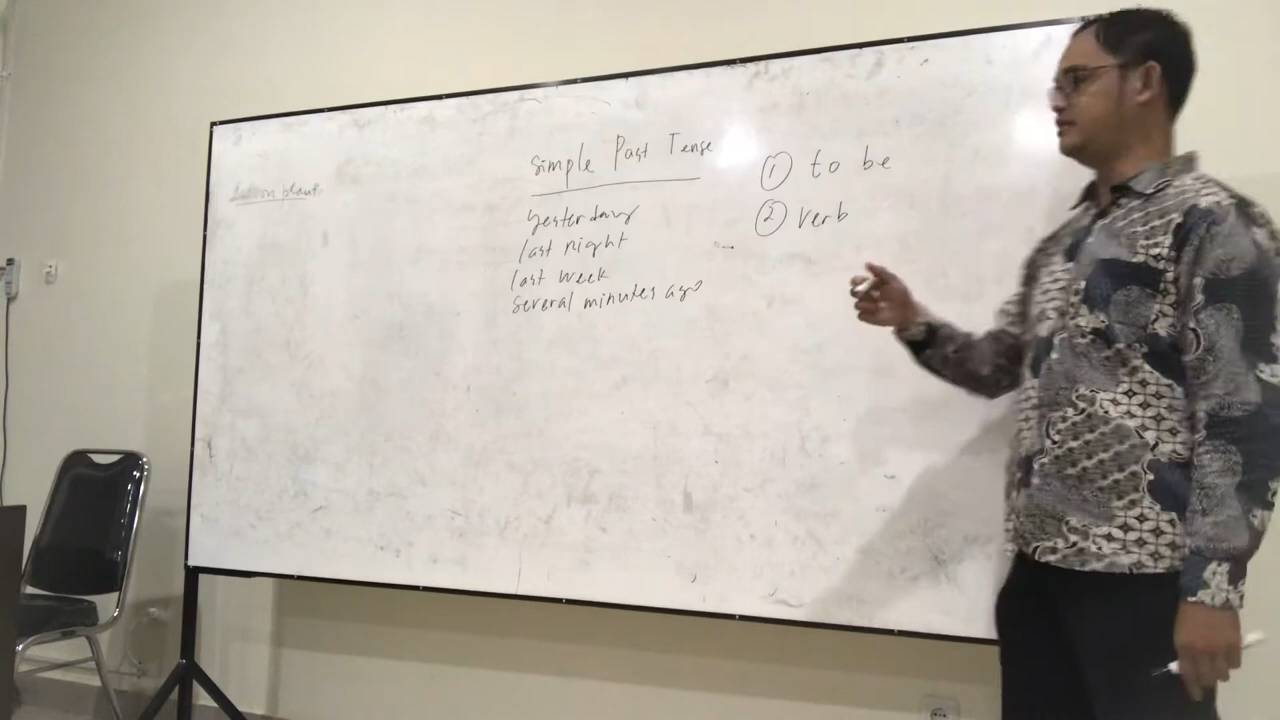 Simple Past Tense
yesterday
last night
last week
several minutes ago
① to be
② verb